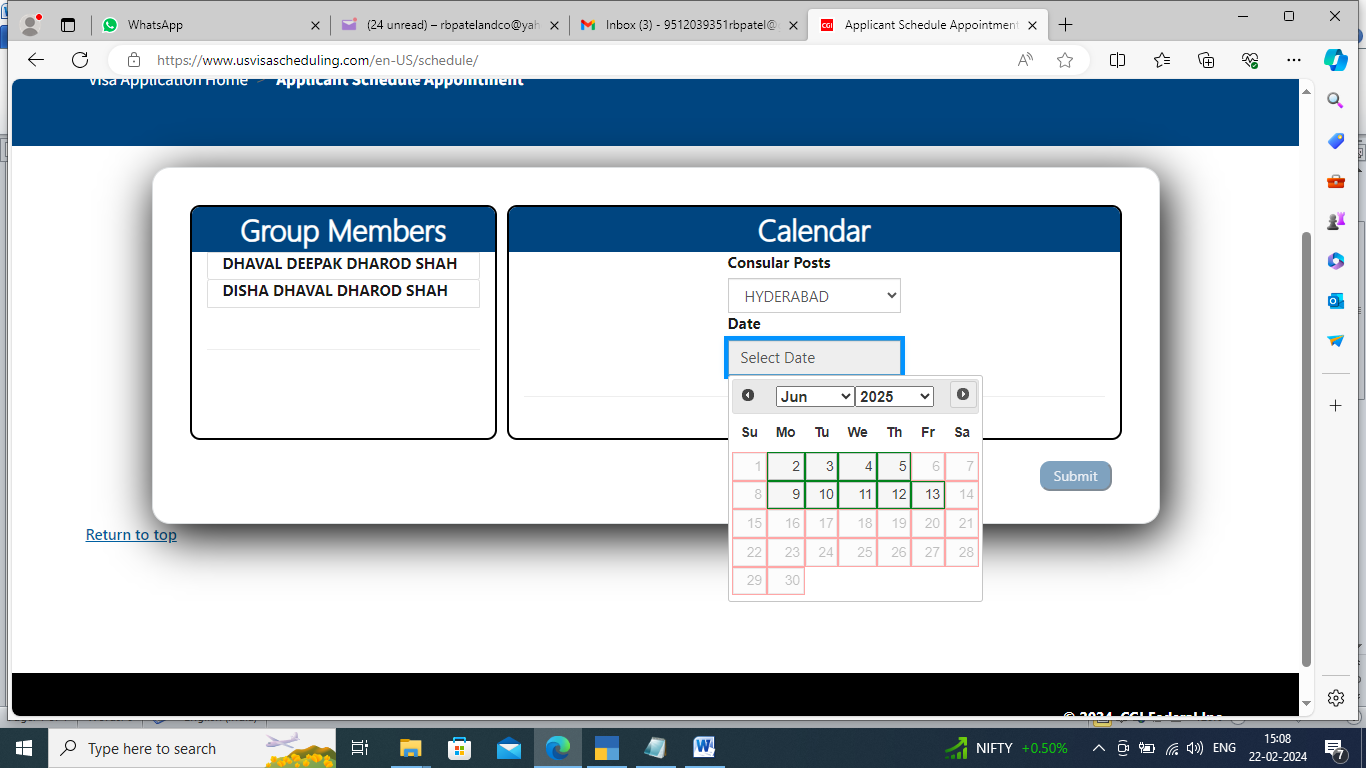 WhatsApp
(24 unread) – rbpatelandco@yah
Inbox (3) - 9512039351rbpatel@g
CGI
Applicant Schedule Appointment
https://www.usvisascheduling.com/en-US/schedule/
Visa Application Home > Applicant Schedule Appointment
Group Members
DHAVAL DEEPAK DHAROD SHAH
DISHA DHAVAL DHAROD SHAH
Calendar
Consular Posts
HYDERABAD
Date
Select Date
Jun 2025
Su Mo Tu We Th Fr Sa
1 2 3 4 5 6 7
8 9 10 11 12 13 14
15 16 17 18 19 20 21
22 23 24 25 26 27 28
29 30
Submit
Return to top
© 2024 CGI Federal Inc.
Type here to search
W
NIFTY +0.50%
ENG
15:08
22-02-2024
7